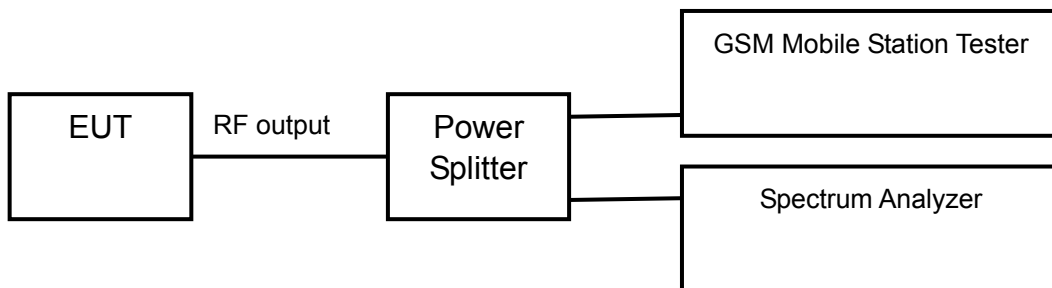 EUT
RF output
Power
Splitter
GSM Mobile Station Tester
Spectrum Analyzer